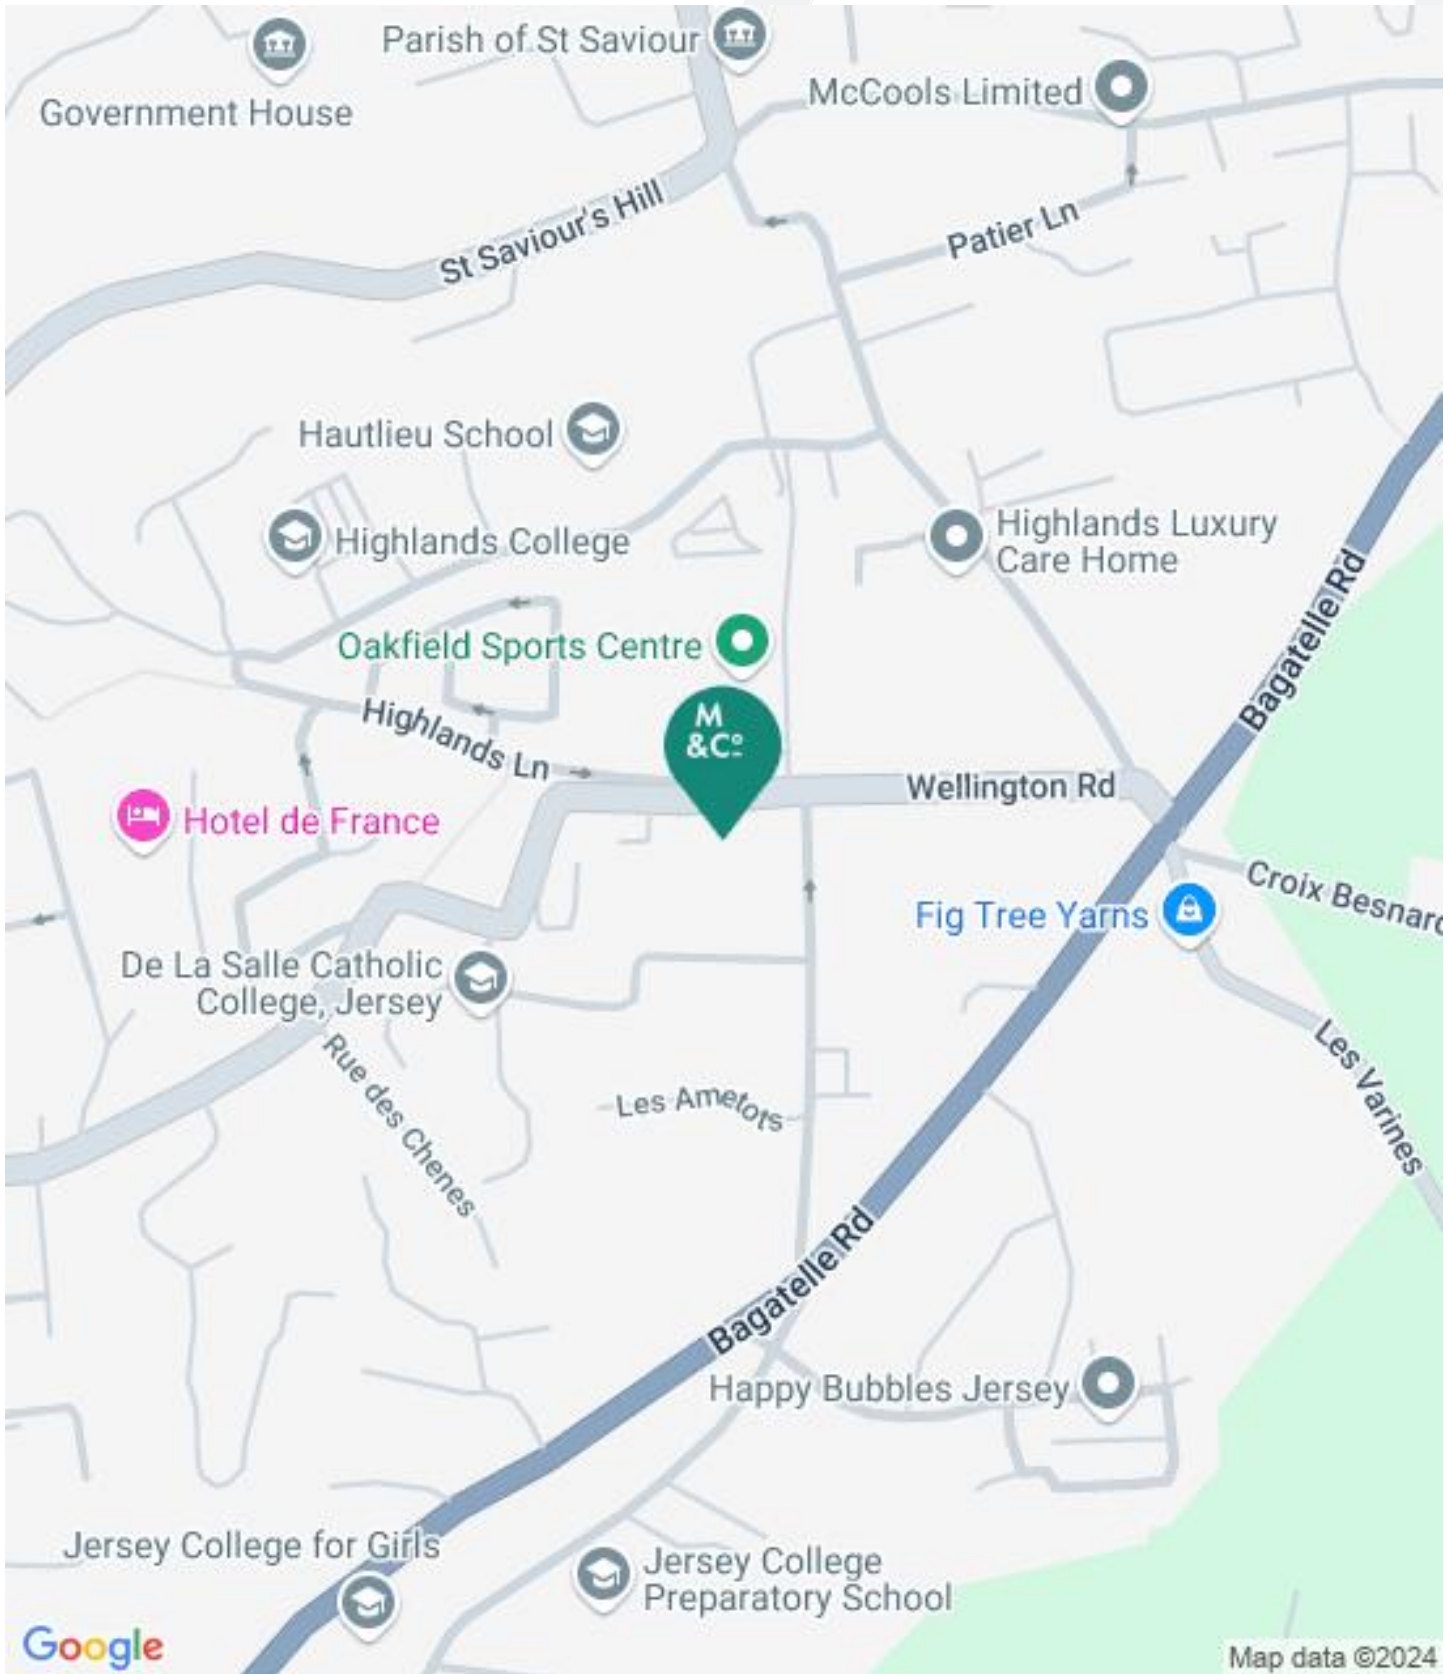 Parish of St Saviour
Government House
McCools Limited
St Saviour's Hill
Patier Ln
Hautlieu School
Highlands College
Highlands Luxury
Care Home
Bagatelle Rd
Oakfield Sports Centre
M
&Cº
Highlands Ln
Wellington Rd
Hotel de France
Croix Besnard
Fig Tree Yarns
De La Salle Catholic
College, Jersey
Rue des Chenes
Les Ametots
Les Varines
Bagatelle Rd
Happy Bubbles Jersey
Jersey College for Girls
Jersey College
Preparatory School
Google
Map data ©2024